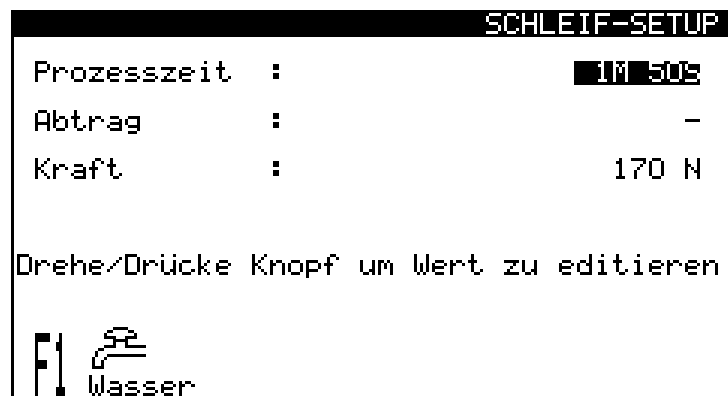 SCHLEIF-SETUP
Prozesszeit : 1M 50s
Abtrag : -
Kraft : 170 N
Drehe/Drücke Knopf um Wert zu editieren
F1 Wasser